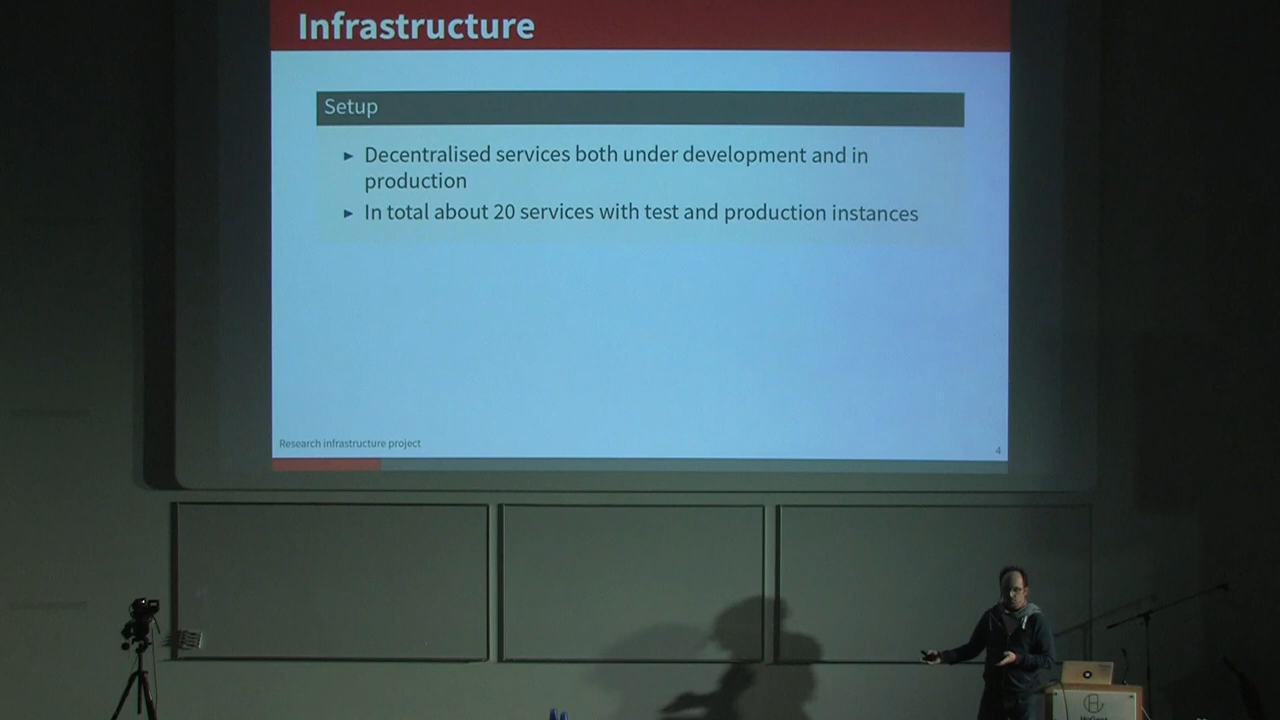 Infrastructure
Setup
► Decentralised services both under development and in
production
► In total about 20 services with test and production instances
Research infrastructure project
4